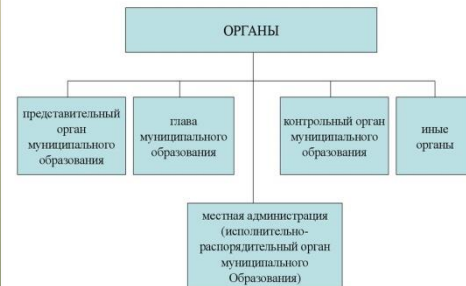 ОРГАНЫ
представительный
орган
муниципального
образования
глава
муниципального
образования
контрольный орган
муниципального
образования
иные
органы
местная администрация
(исполнительно-
распорядительный орган
муниципального
Образования)